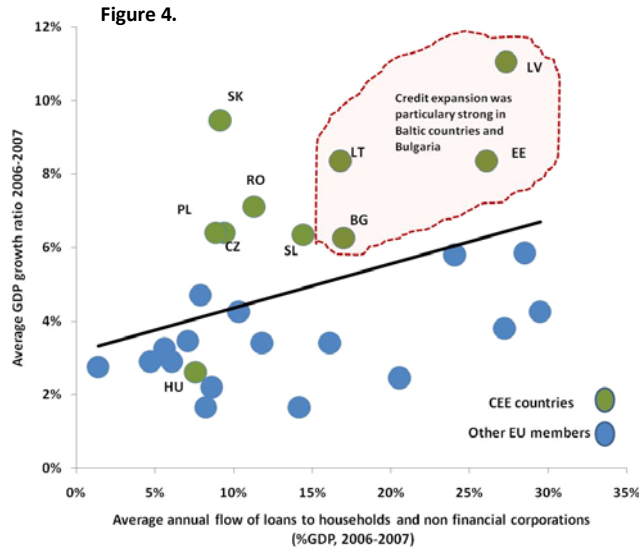 Figure 4.
12%
10%
8%
6%
4%
2%
0%
Average GDP growth ratio 2006-2007
LV
SK
Credit expansion was
particulary strong in
Baltic countries and
Bulgaria
LT
EE
RO
PL
BG
CZ
SL
HU
CEE countries
Other EU members
0% 5% 10% 15% 20% 25% 30% 35%
Average annual flow of loans to households and non financial corporations
(%GDP, 2006-2007)